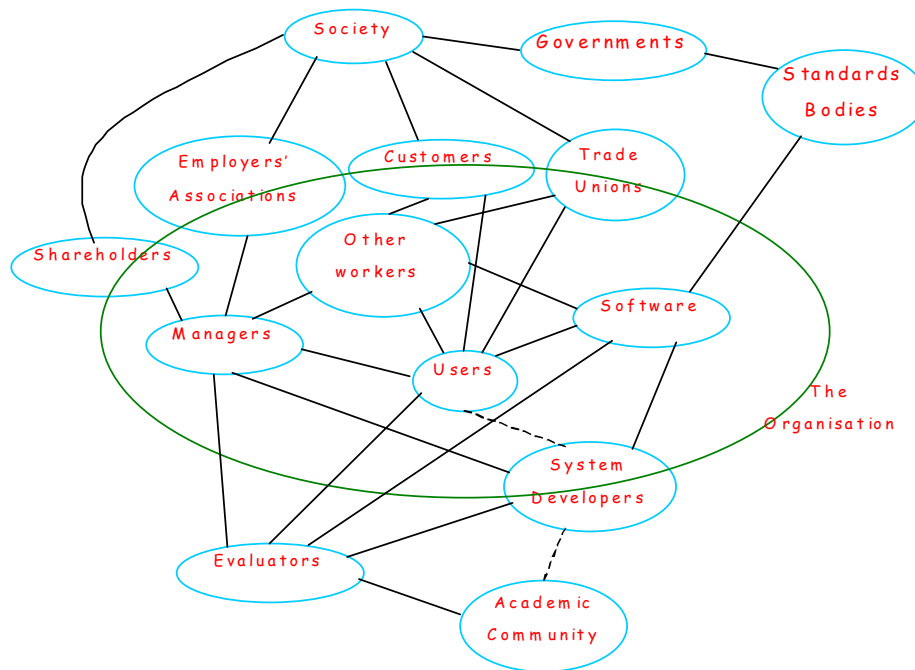 Society
Governments
Standards
Bodies
Employers'
Associations
Customers
Trade
Unions
Shareholders
Other
workers
Software
Managers
Users
The
Organisation
System
Developers
Evaluators
Academic
Community